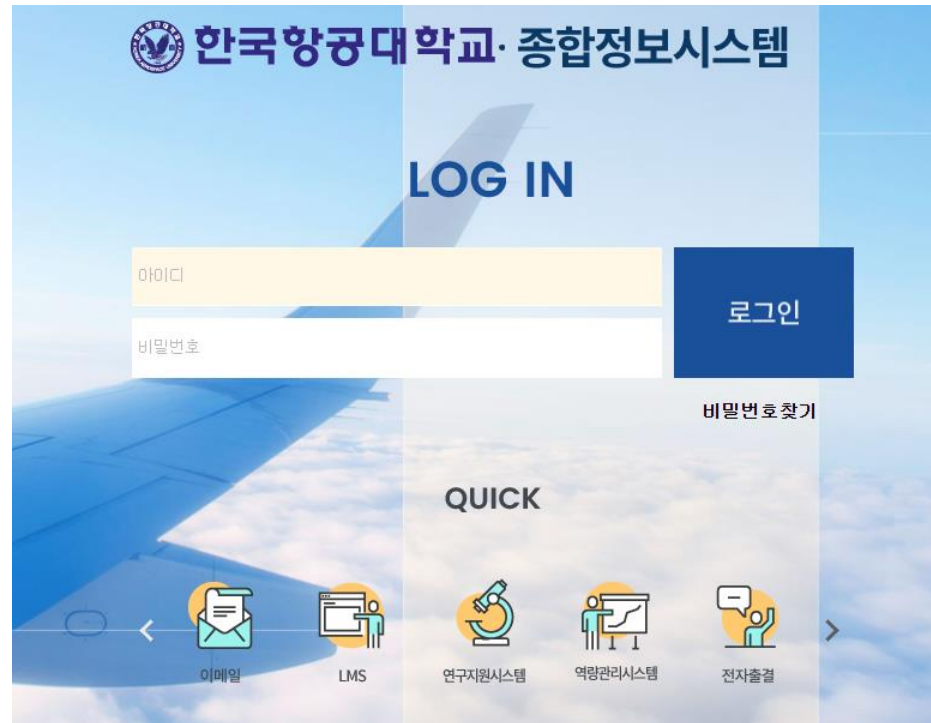 한국항공대학교· 종합정보시스템
LOG IN
아이디
로그인
비밀번호
비밀번호찾기
QUICK
이메일
LMS
연구지원시스템
역량관리시스템
전자출결